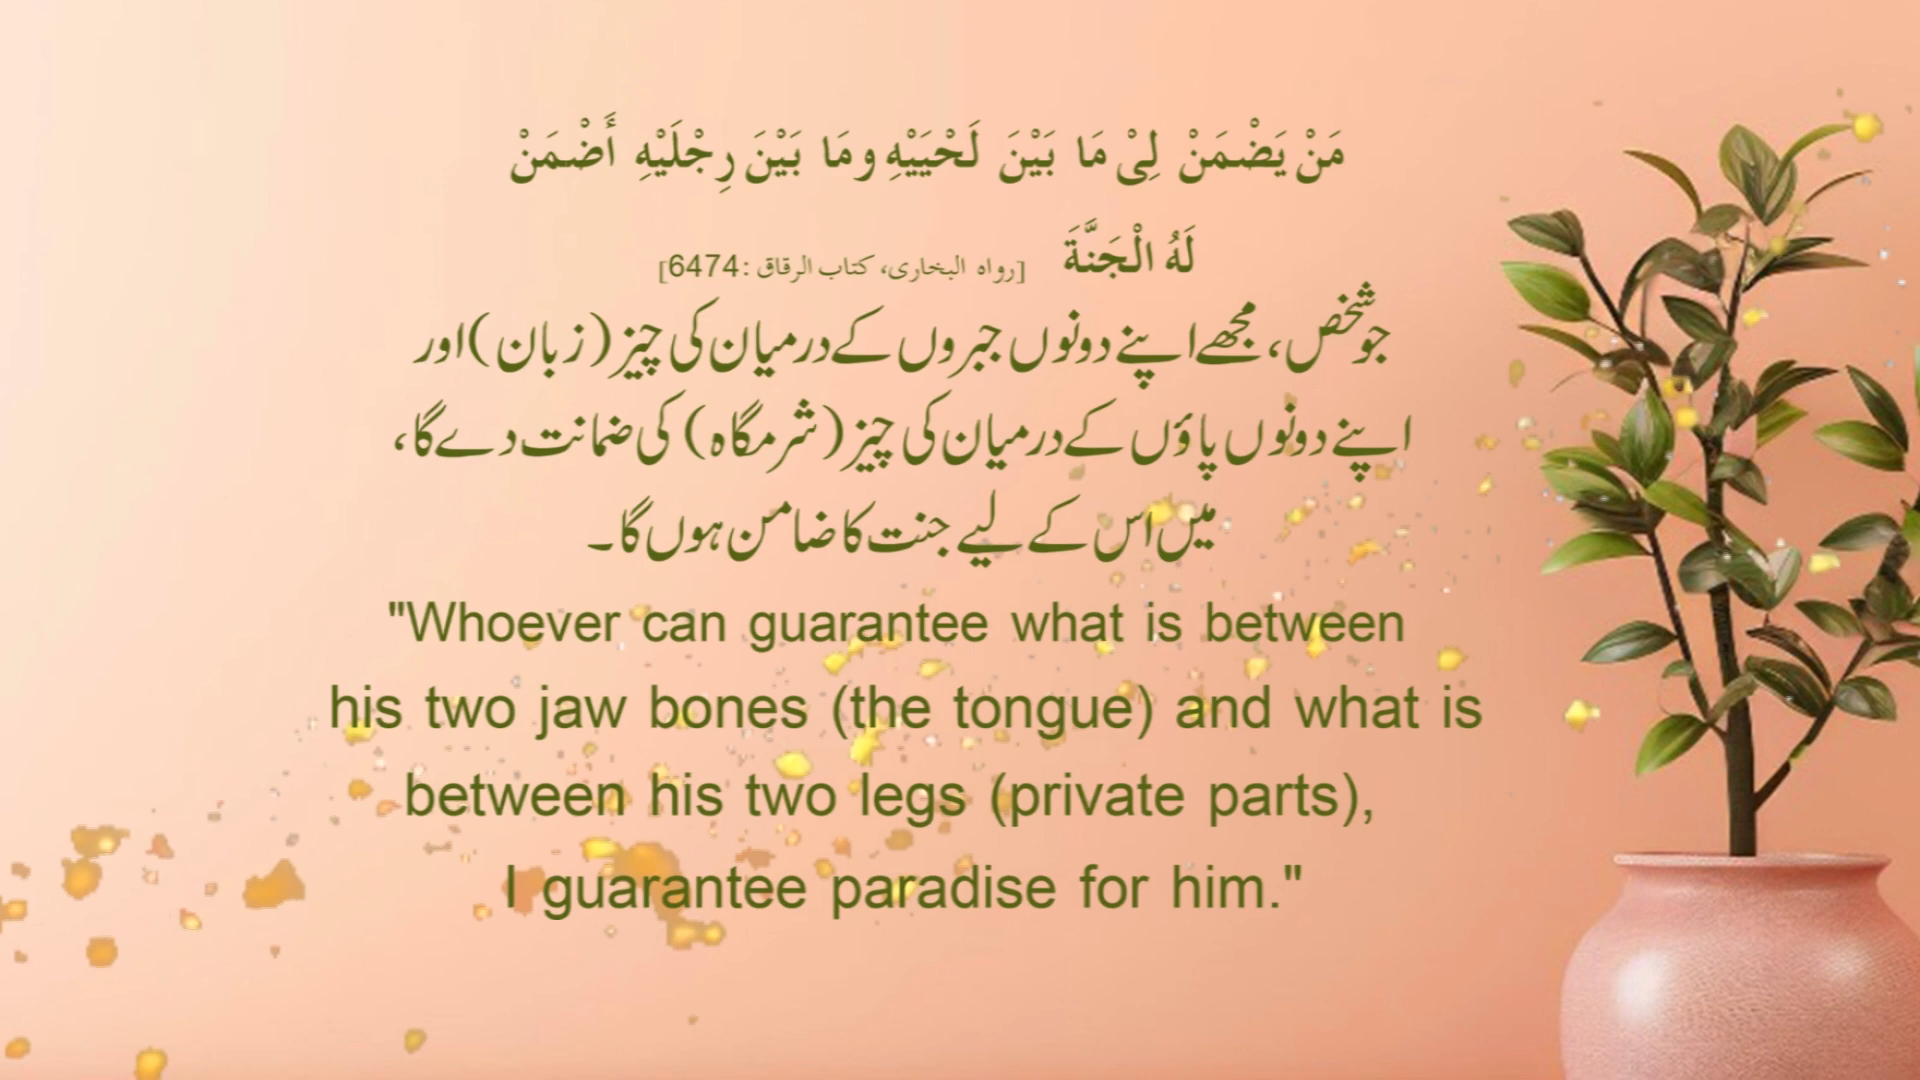 مَنْ يَضْمَنْ لِىْ مَا بَيْنَ لَحْيَيْهِ ومَا بَيْنَ رِجْلَيْهِ أَضْمَنْ
لَهُ الْجَنَّةَ [رواه البخاری، کتاب الرقاق :6474]
جو شخص، مجھے اپنے دونوں جبروں کے درمیان کی چیز (زبان) اور
اپنے دونوں پاؤں کے درمیان کی چیز (شرمگاہ) کی ضمانت دے گا،
میں اس کے لیے جنت کا ضامن ہوں گا۔
"Whoever can guarantee what is between
his two jaw bones (the tongue) and what is
between his two legs (private parts),
I guarantee paradise for him."